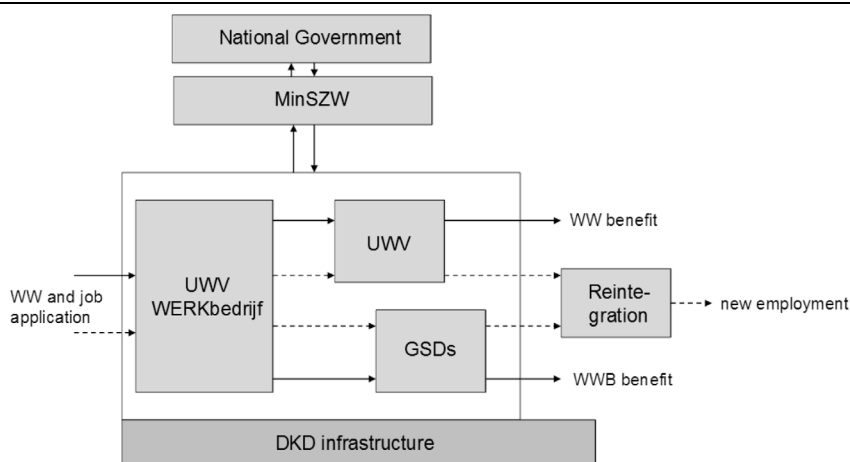 National Government
MinSZW
WW benefit
UWV
UWV
WERKbedrijf
WW and job
application
Reinte-
gration
new employment
GSDs
WWB benefit
DKD infrastructure